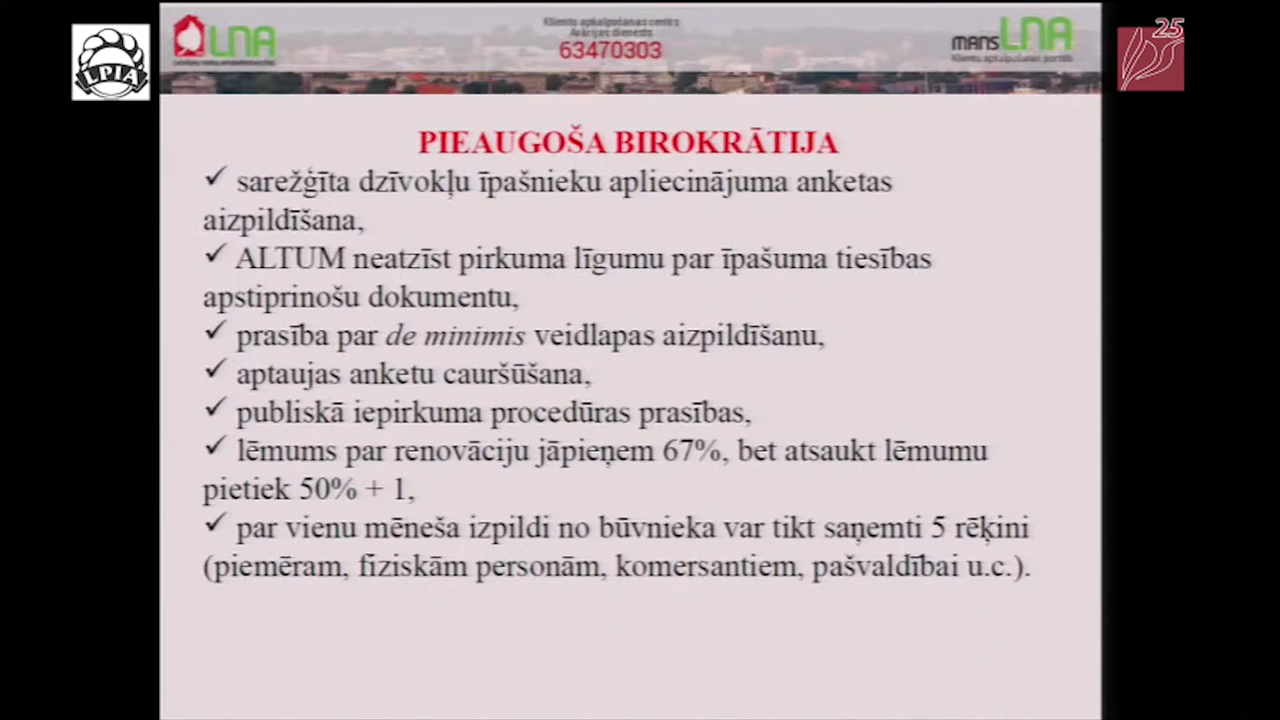 LPIA
LNA
Klientu apkalpošanas centrs
Avārijas dienests
63470303
MANS LNA
Klientu apkalpošanas portāls
25
PIEAUGOŠA BIROKRĀTIJA
✓ sarežģīta dzīvokļu īpašnieku apliecinājuma anketas
aizpildīšana,
✓ ALTUM neatzīst pirkuma līgumu par īpašuma tiesības
apstiprinošu dokumentu,
✓ prasība par de minimis veidlapas aizpildīšanu,
✓ aptaujas anketu cauršūšana,
✓ publiskā iepirkuma procedūras prasības,
✓ lēmums par renovāciju jāpieņem 67%, bet atsaukt lēmumu
pietiek 50% + 1,
✓ par vienu mēneša izpildi no būvnieka var tikt saņemti 5 rēķini
(piemēram, fiziskām personām, komersantiem, pašvaldībai u.c.).